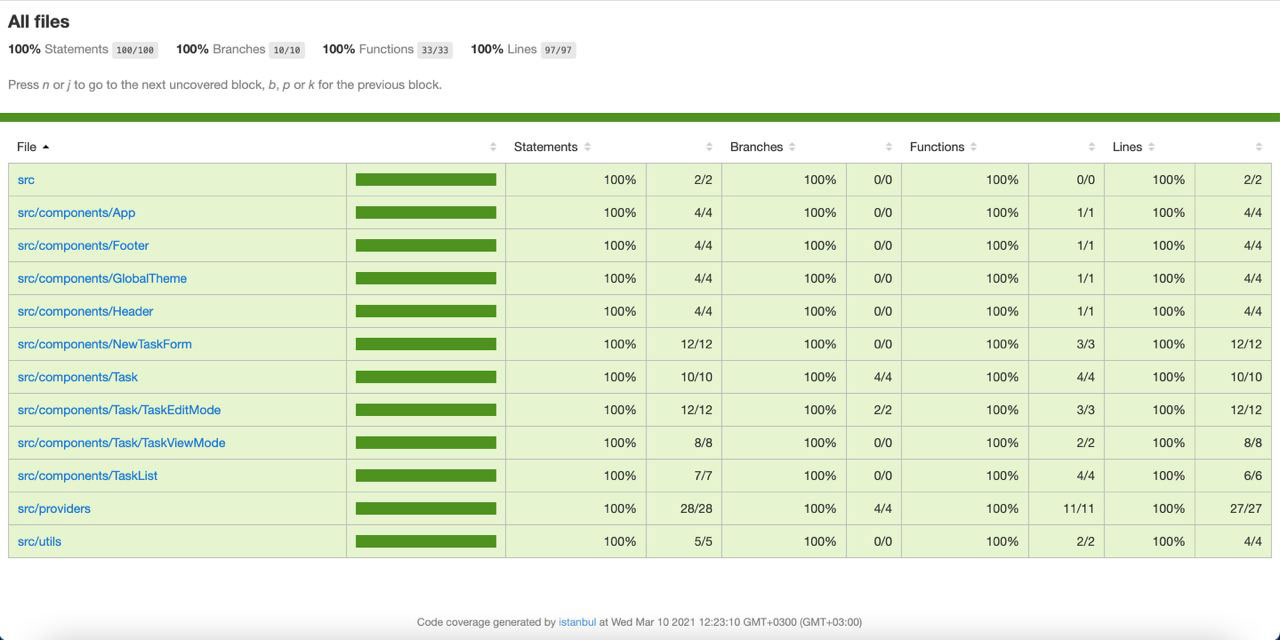 All files
100% Statements 100/100 100% Branches 10/10 100% Functions 33/33 100% Lines 97/97
Press n or j to go to the next uncovered block, b, p or k for the previous block.
File Statements Branches Functions Lines
src 100% 2/2 100% 0/0 100% 0/0 100% 2/2
src/components/App 100% 4/4 100% 0/0 100% 1/1 100% 4/4
src/components/Footer 100% 4/4 100% 0/0 100% 1/1 100% 4/4
src/components/GlobalTheme 100% 4/4 100% 0/0 100% 1/1 100% 4/4
src/components/Header 100% 4/4 100% 0/0 100% 1/1 100% 4/4
src/components/NewTaskForm 100% 12/12 100% 0/0 100% 3/3 100% 12/12
src/components/Task 100% 10/10 100% 4/4 100% 4/4 100% 10/10
src/components/Task/TaskEditMode 100% 12/12 100% 2/2 100% 3/3 100% 12/12
src/components/Task/TaskViewMode 100% 8/8 100% 0/0 100% 2/2 100% 8/8
src/components/TaskList 100% 7/7 100% 0/0 100% 4/4 100% 6/6
src/providers 100% 28/28 100% 4/4 100% 11/11 100% 27/27
src/utils 100% 5/5 100% 0/0 100% 2/2 100% 4/4
Code coverage generated by istanbul at Wed Mar 10 2021 12:23:10 GMT+0300 (GMT+03:00)